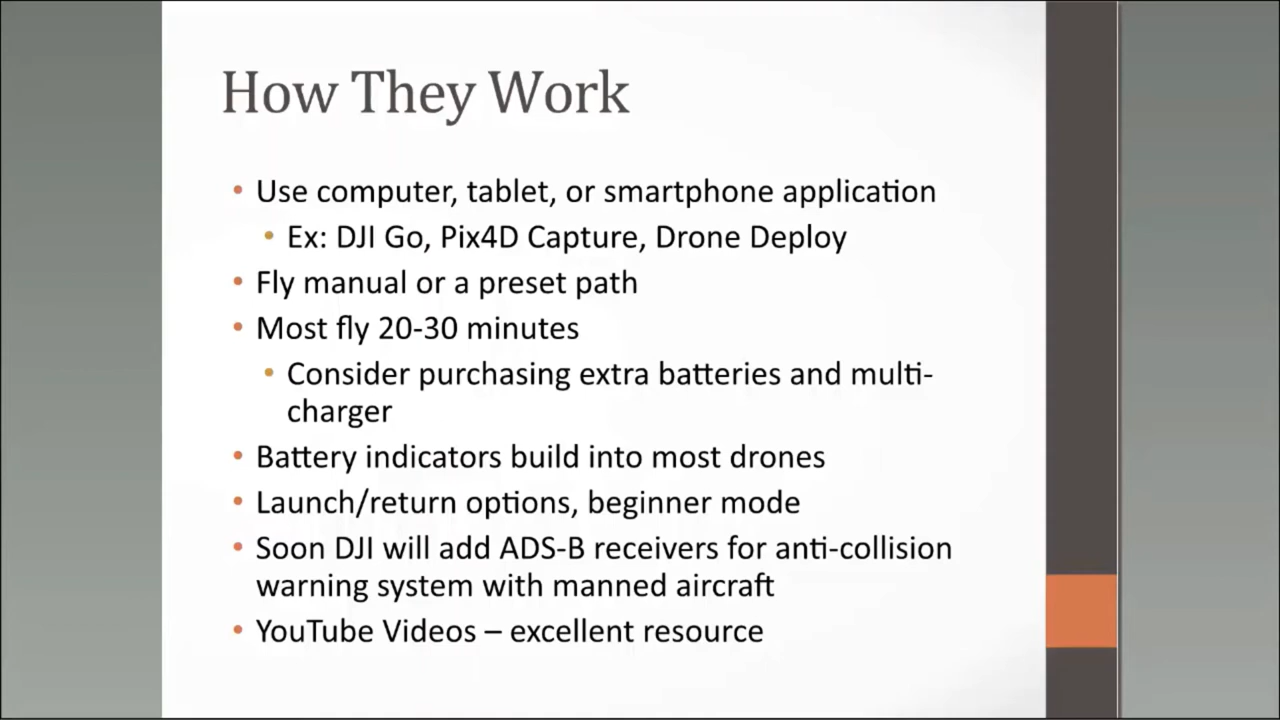 How They Work
• Use computer, tablet, or smartphone application
• Ex: DJI Go, Pix4D Capture, Drone Deploy
• Fly manual or a preset path
• Most fly 20-30 minutes
• Consider purchasing extra batteries and multi-
charger
• Battery indicators build into most drones
• Launch/return options, beginner mode
• Soon DJI will add ADS-B receivers for anti-collision
warning system with manned aircraft
• YouTube Videos – excellent resource